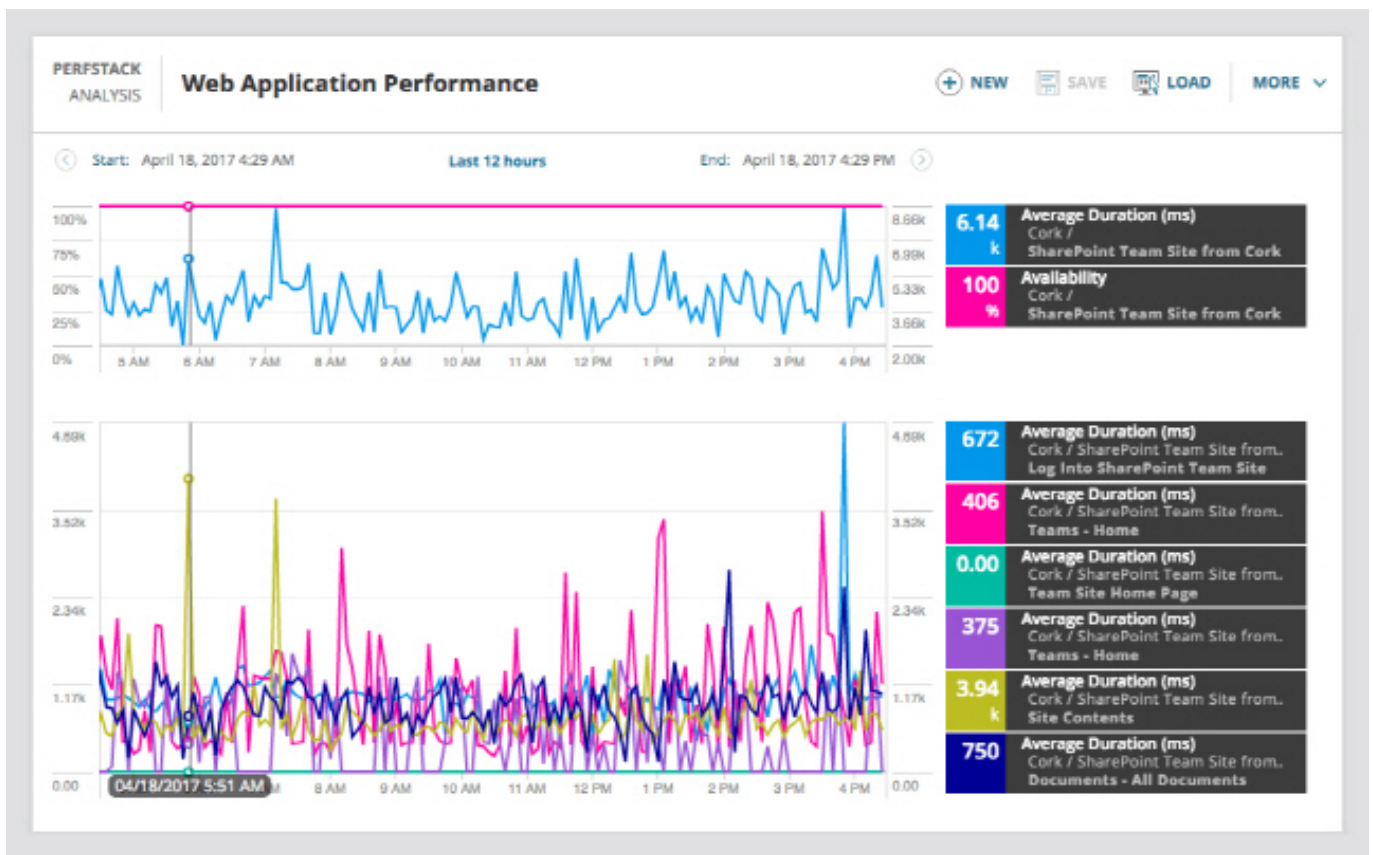 PERFSTACK
ANALYSIS
Web Application Performance
NEW
SAVE
LOAD
MORE
Start: April 18, 2017 4:29 AM
Last 12 hours
End: April 18, 2017 4:29 PM
100%
75%
50%
25%
0%
8.66k
6.99k
5.33k
3.66k
2.00k
5 AM 6 AM 7 AM 8 AM 9 AM 10 AM 11 AM 12 PM 1 PM 2 PM 3 PM 4 PM
6.14 k
Average Duration (ms)
Cork /
SharePoint Team Site from Cork
100 %
Availability
Cork /
SharePoint Team Site from Cork
4.69k
3.52k
2.34k
1.17k
0.00
4.69k
3.52k
2.34k
1.17k
0.00
04/18/2017 5:51 AM
M 8 AM 9 AM 10 AM 11 AM 12 PM 1 PM 2 PM 3 PM 4 PM
672
Average Duration (ms)
Cork / SharePoint Team Site from..
Log Into SharePoint Team Site
406
Average Duration (ms)
Cork / SharePoint Team Site from..
Teams - Home
0.00
Average Duration (ms)
Cork / SharePoint Team Site from..
Team Site Home Page
375
Average Duration (ms)
Cork / SharePoint Team Site from..
Teams - Home
3.94 k
Average Duration (ms)
Cork / SharePoint Team Site from..
Site Contents
750
Average Duration (ms)
Cork / SharePoint Team Site from..
Documents - All Documents